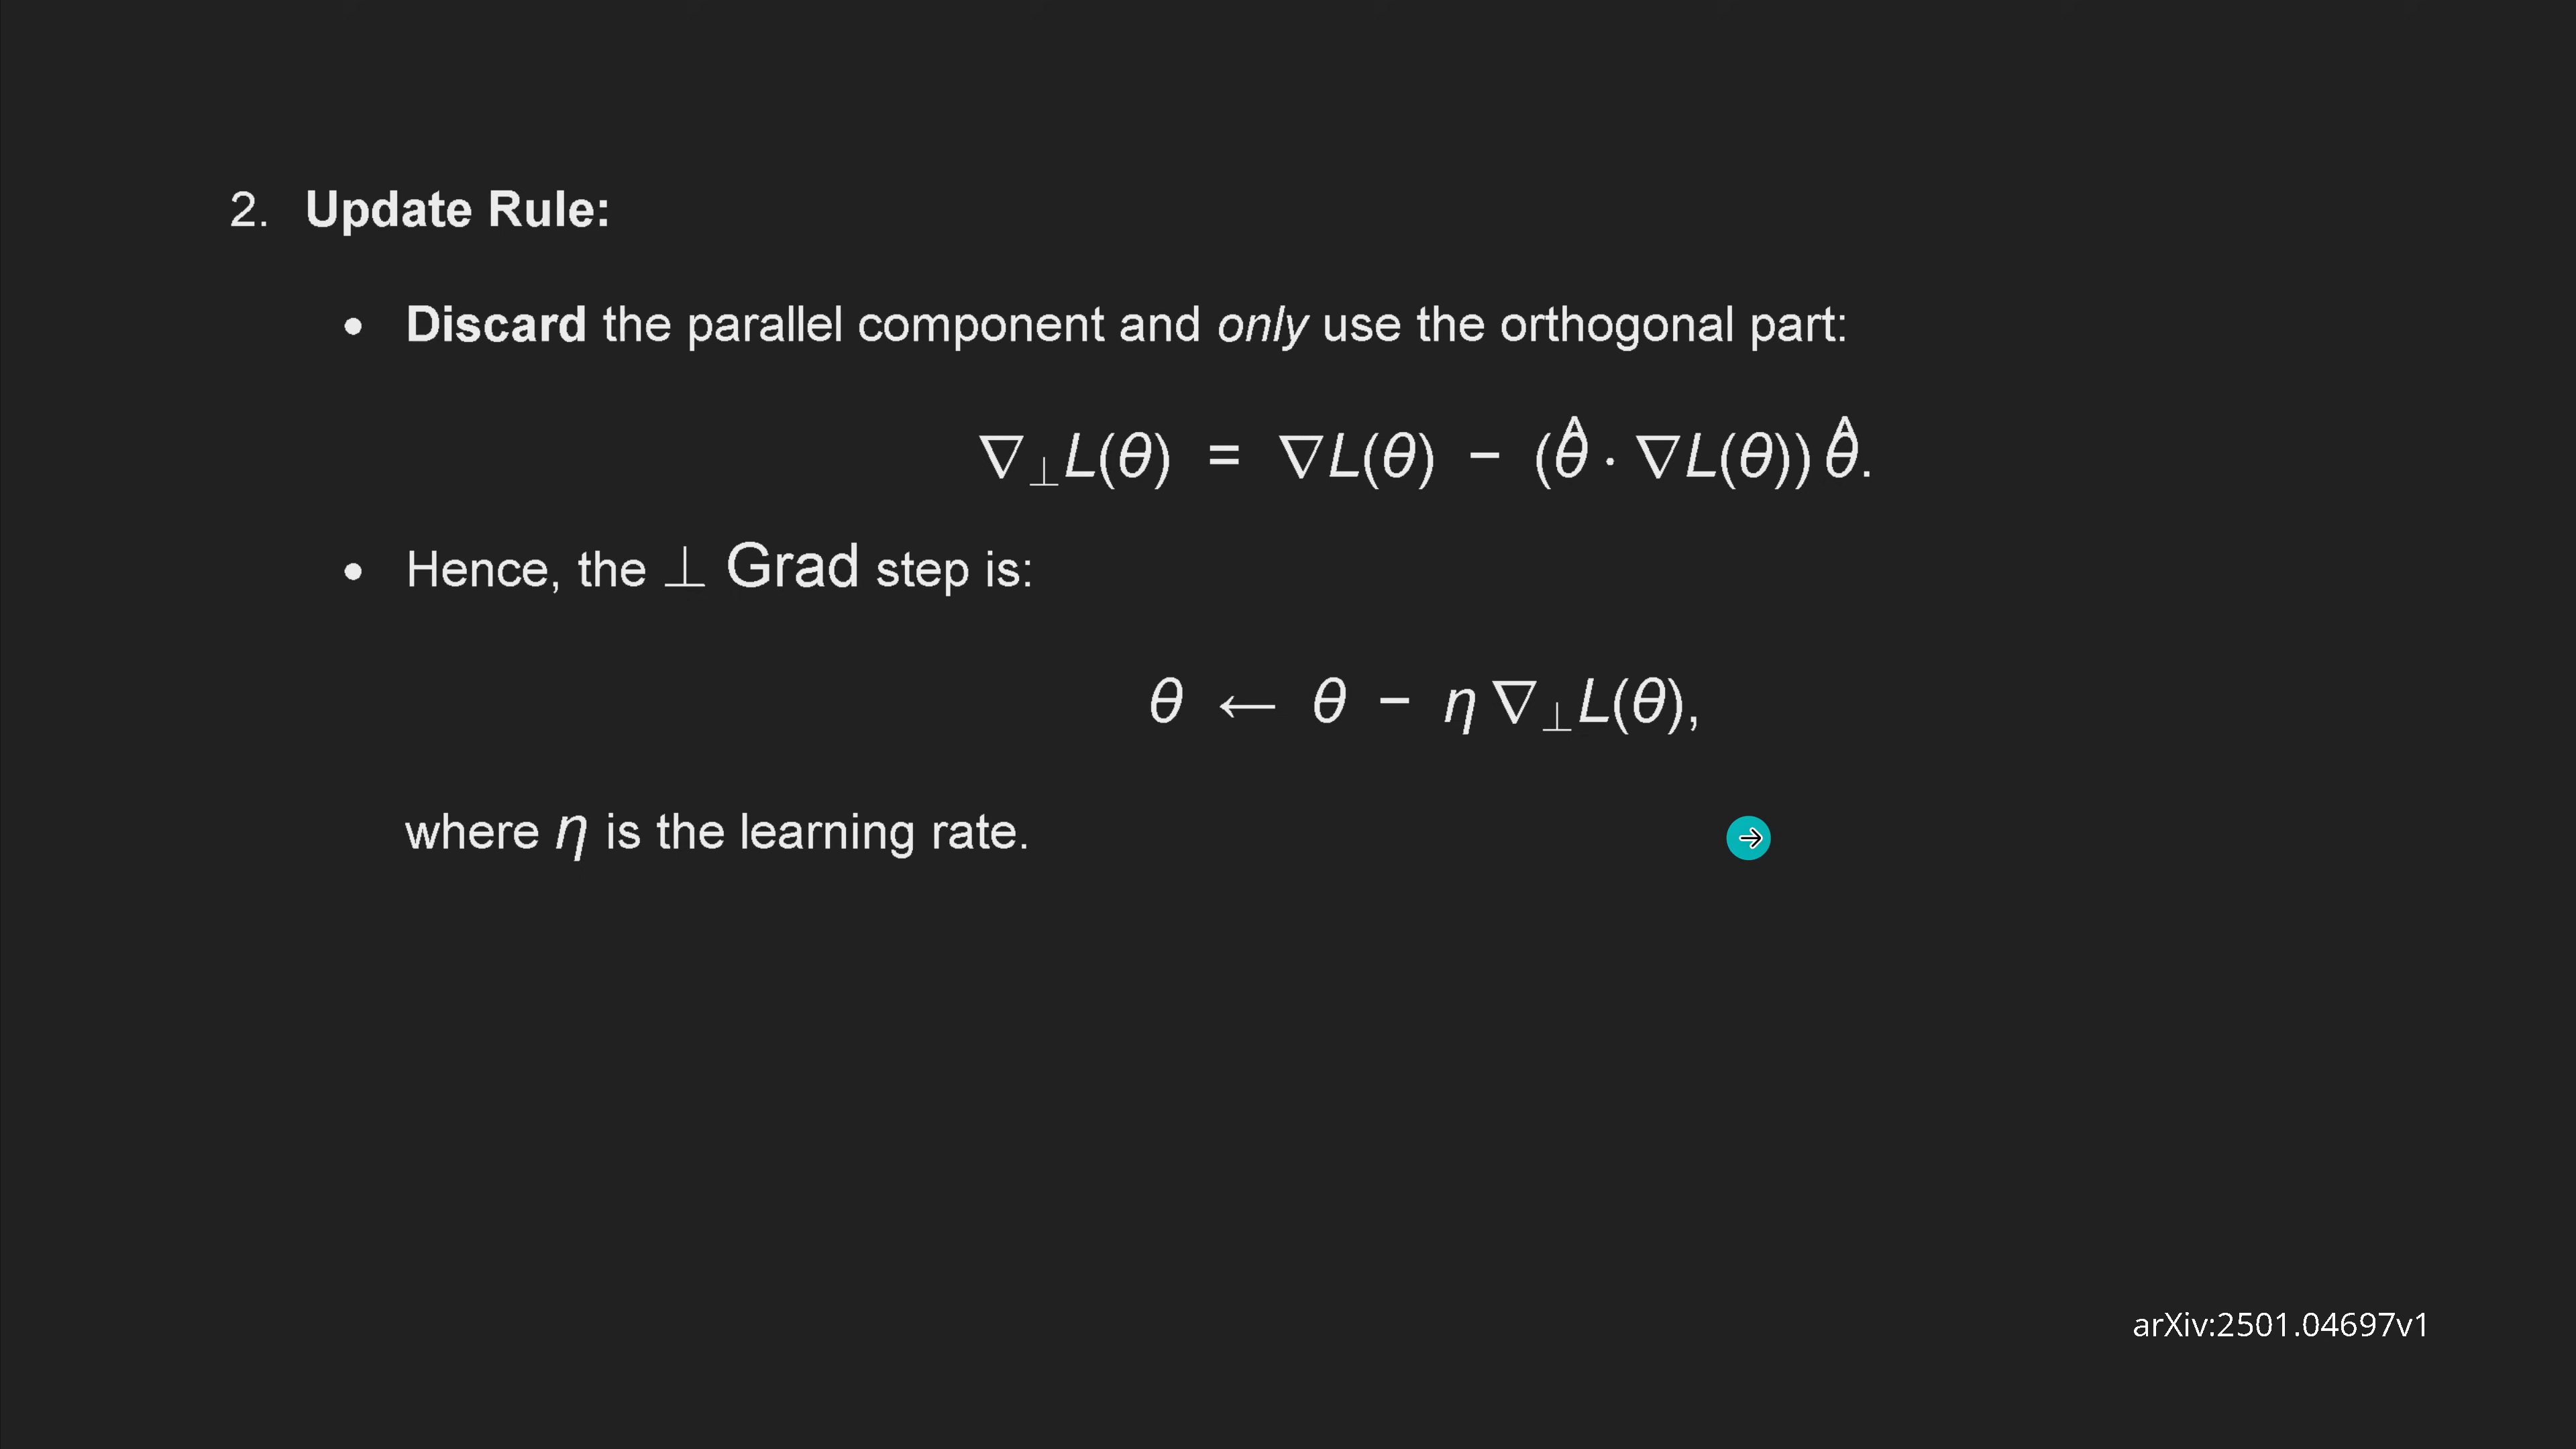 2. Update Rule:
• Discard the parallel component and only use the orthogonal part:
∇⊥L(θ) = ∇L(θ) − (θ̂ · ∇L(θ)) θ̂.
• Hence, the ⊥ Grad step is:
θ ← θ − η ∇⊥L(θ),
where η is the learning rate.
arXiv:2501.04697v1